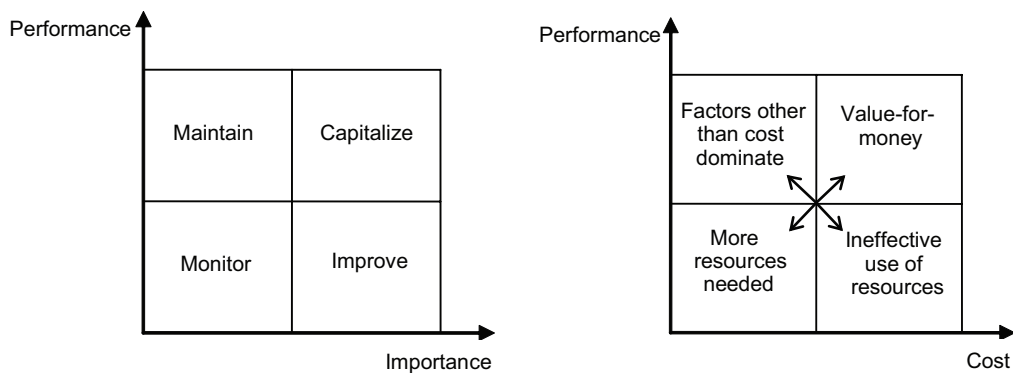 Performance
Maintain
Capitalize
Monitor
Improve
Importance
Performance
Factors other
than cost
dominate
Value-for-
money
More
resources
needed
Ineffective
use of
resources
Cost